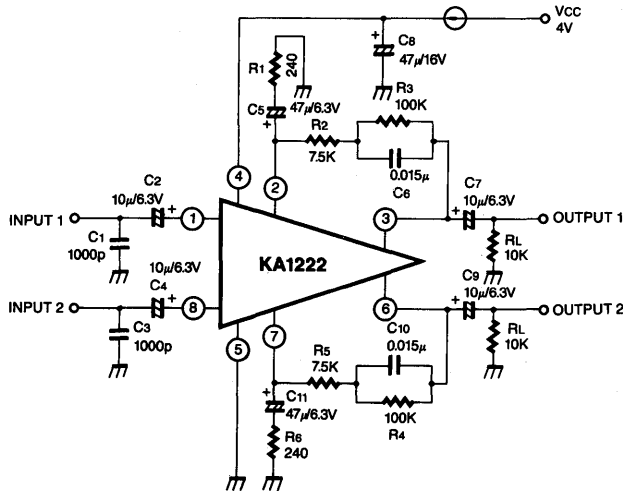 VCC
4V
+
C8
47μ/16V
R1
240
R3
100K
C5
47μ/6.3V
+
R2
7.5K
0.015μ
C6
4
2
C2
10μ/6.3V
+
INPUT 1
1
3
C7
10μ/6.3V
+
OUTPUT 1
C1
1000p
RL
10K
KA1222
10μ/6.3V
C4
+
INPUT 2
8
6
C9
10μ/6.3V
+
OUTPUT 2
C3
1000p
5
7
C10
0.015μ
RL
10K
R5
7.5K
+
C11
47μ/6.3V
100K
R4
R6
240